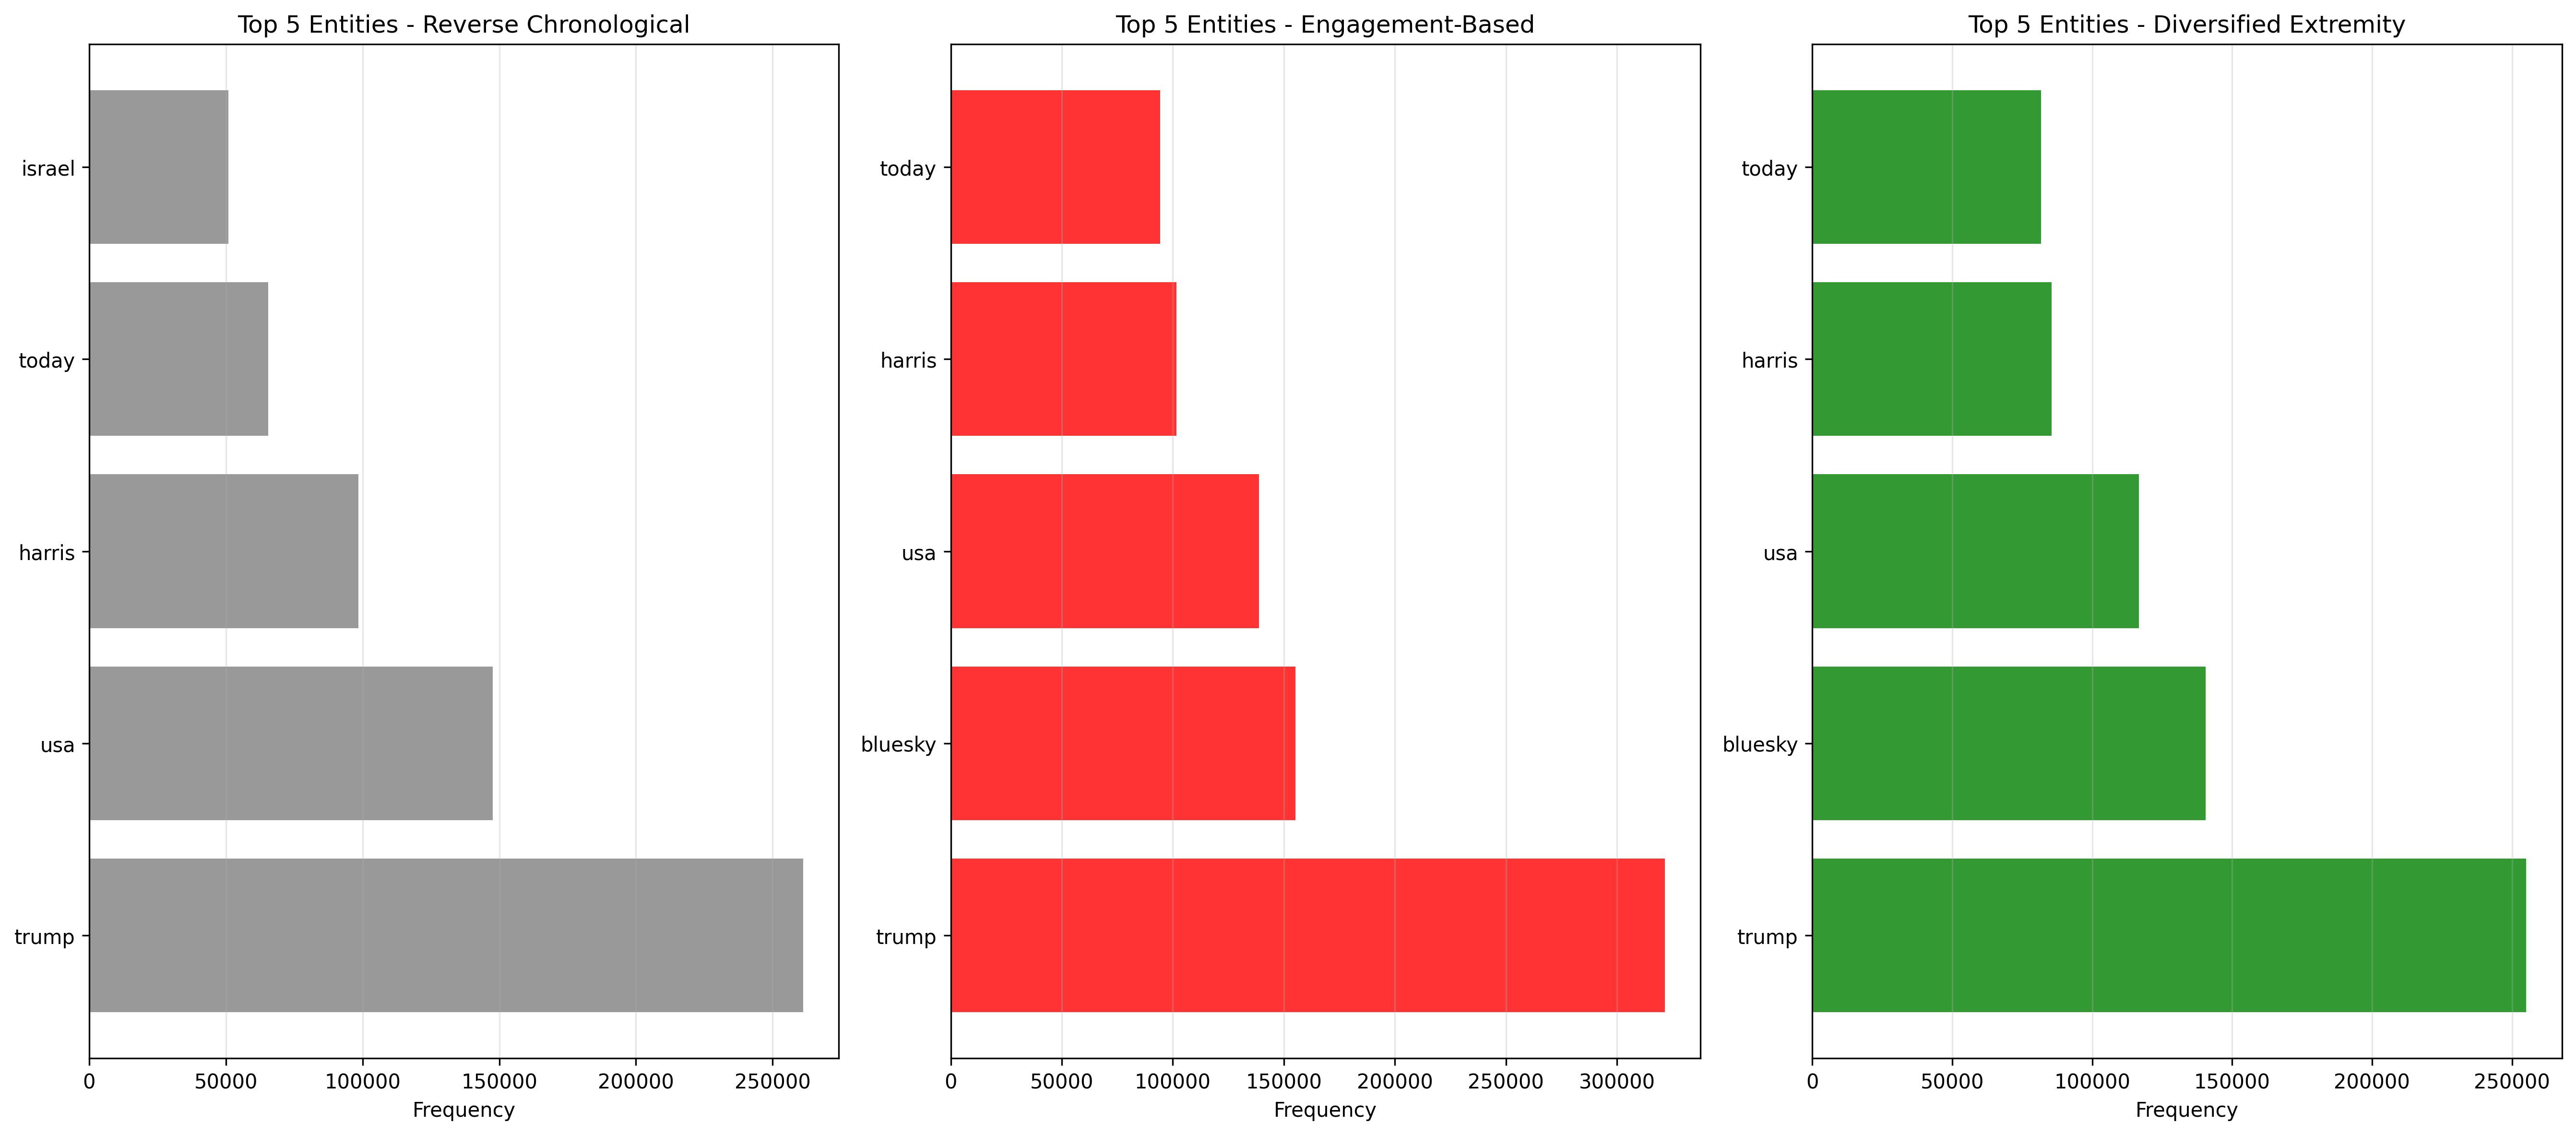 Top 5 Entities - Reverse Chronological
israel
today
harris
usa
trump
0 50000 100000 150000 200000 250000
Frequency
Top 5 Entities - Engagement-Based
today
harris
usa
bluesky
trump
0 50000 100000 150000 200000 250000 300000
Frequency
Top 5 Entities - Diversified Extremity
today
harris
usa
bluesky
trump
0 50000 100000 150000 200000 250000
Frequency